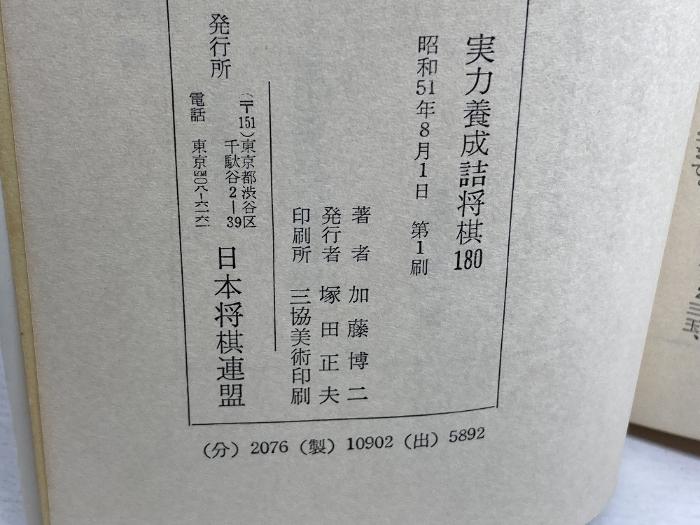 実力養成詰将棋180
昭和51年8月1日 第1刷
著者 加藤博二
発行者 塚田正夫
印刷所 三協美術印刷
発行所
(〒151)東京都渋谷区
千駄谷2―39
電話 東京
日本将棋連盟
(分) 2076 (製) 10902 (出) 5892